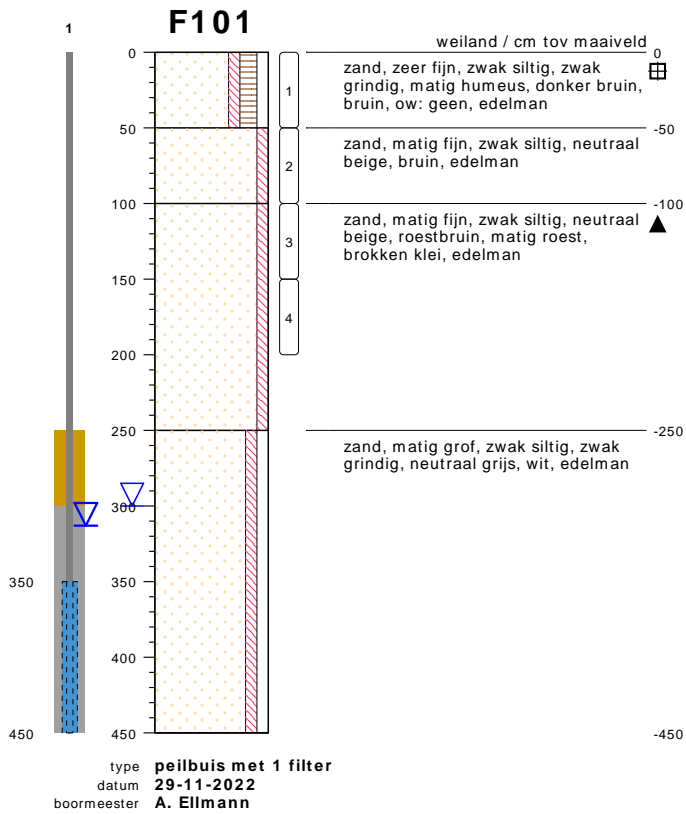 F101
1
weiland / cm tov maaiveld
0
0
zand, zeer fijn, zwak siltig, zwak
grindig, matig humeus, donker bruin,
bruin, ow: geen, edelman
1
50
-50
zand, matig fijn, zwak siltig, neutraal
beige, bruin, edelman
2
100
-100
zand, matig fijn, zwak siltig, neutraal
beige, roestbruin, matig roest,
brokken klei, edelman
3
150
4
200
250
-250
zand, matig grof, zwak siltig, zwak
grindig, neutraal grijs, wit, edelman
300
350
350
400
450
450
-450
type peilbuis met 1 filter
datum 29-11-2022
boormeester A. Ellmann